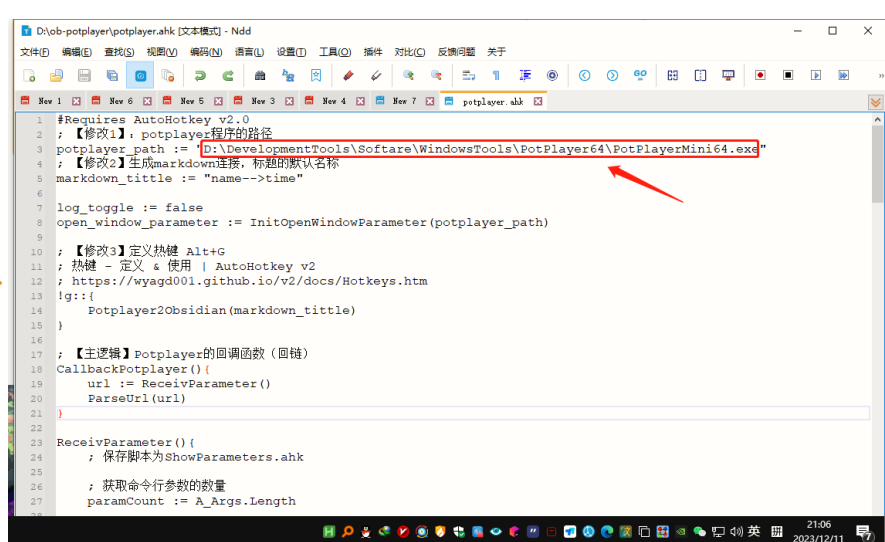 D:\ob-potplayer\potplayer.ahk [文本模式] - Ndd
文件(F) 编辑(E) 查找(S) 视图(V) 编码(N) 语言(L) 设置(T) 工具(O) 插件 对比(C) 反馈问题 关于
New 1 New 6 New 5 New 3 New 4 New 7 potplayer.ahk
1 #Requires AutoHotkey v2.0
2 ; 【修改1】: potplayer程序的路径
3 potplayer_path := "D:\DevelopmentTools\Softare\WindowsTools\PotPlayer64\PotPlayerMini64.exe"
4 ; 【修改2】生成markdown连接, 标题的默认名称
5 markdown_tittle := "name-->time"
6
7 log_toggle := false
8 open_window_parameter := InitOpenWindowParameter(potplayer_path)
9
10 ; 【修改3】定义热键 Alt+G
11 ; 热键 - 定义 & 使用 | AutoHotkey v2
12 ; https://wyagd001.github.io/v2/docs/Hotkeys.htm
13 !g::{
14 Potplayer2Obsidian(markdown_tittle)
15 }
16
17 ; 【主逻辑】Potplayer的回调函数（回链）
18 CallbackPotplayer(){
19 url := ReceivParameter()
20 ParseUrl(url)
21 }
22
23 ReceivParameter(){
24 ; 保存脚本为ShowParameters.ahk
25
26 ; 获取命令行参数的数量
27 paramCount := A_Args.Length
英 拼 21:06
2023/12/11